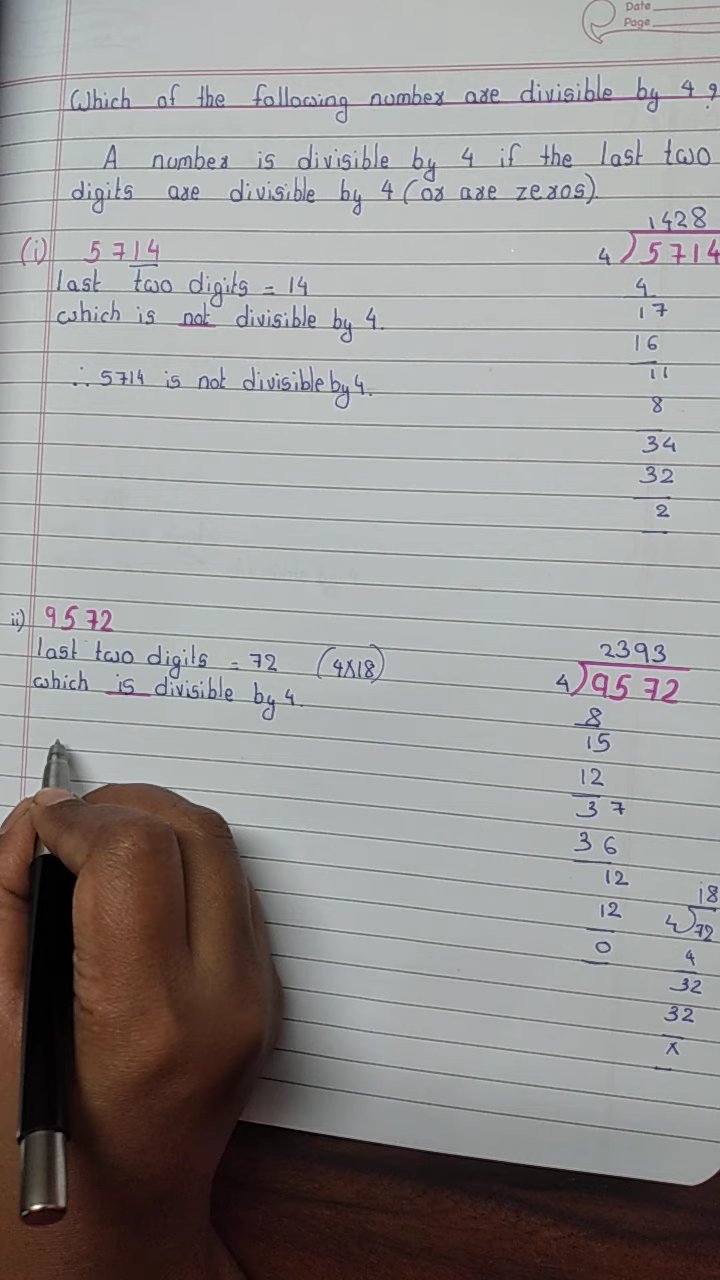 Date
Page
Which of the following number are divisible by 4 ?
A number is divisible by 4 if the last two
digits are divisible by 4 (or are zeros)
(i) 5714
last two digits = 14
which is not divisible by 4.
∴ 5714 is not divisible by 4.
1428
4 ) 5714
4
17
16
11
8
34
32
2
ii) 9572
last two digits = 72 (4×18)
which is divisible by 4.
2393
4 ) 9572
8
15
12
37
36
12
12
0
18
4 ) 72
4
32
32
x